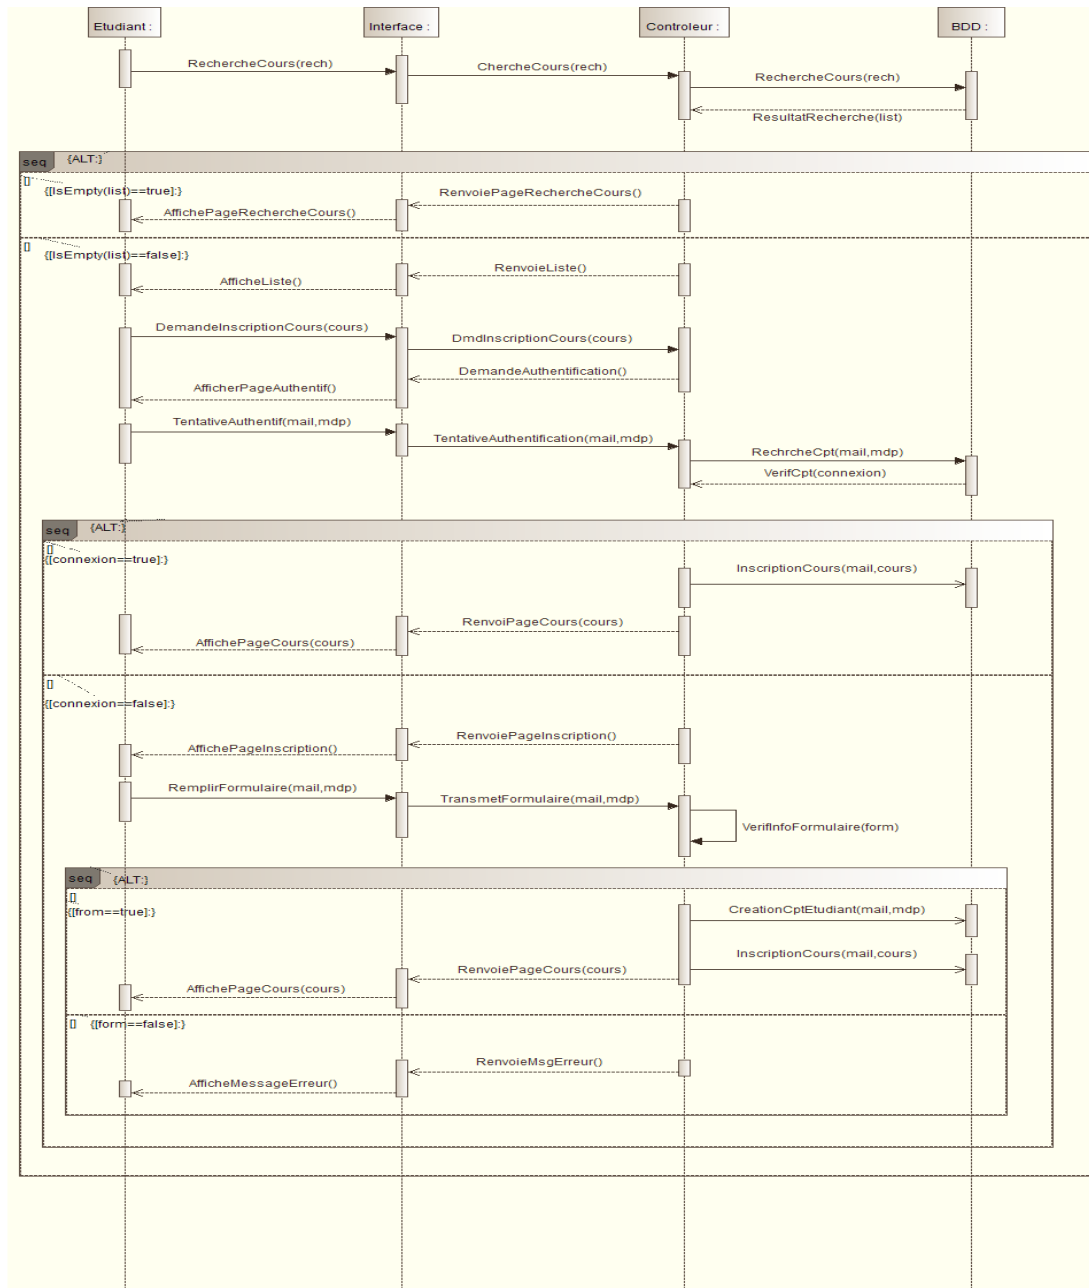 Etudiant :
Interface :
Controleur :
BDD :
RechercheCours(rech)
ChercheCours(rech)
RechercheCours(rech)
ResultatRecherche(list)
seq {ALT:}
[]
{[IsEmpty(list)==true]:}
RenvoiePageRechercheCours()
AffichePageRechercheCours()
[]
{[IsEmpty(list)==false]:}
RenvoieListe()
AfficheListe()
DemandeInscriptionCours(cours)
DmdInscriptionCours(cours)
DemandeAuthentification()
AfficherPageAuthentif()
TentativeAuthentif(mail,mdp)
TentativeAuthentification(mail,mdp)
RechrcheCpt(mail,mdp)
VerifCpt(connexion)
seq {ALT:}
[]
{[connexion==true]:}
InscriptionCours(mail,cours)
RenvoiPageCours(cours)
AffichePageCours(cours)
[]
{[connexion==false]:}
RenvoiePageInscription()
AffichePageInscription()
RemplirFormulaire(mail,mdp)
TransmetFormulaire(mail,mdp)
VerifInfoFormulaire(form)
seq {ALT:}
[]
{[from==true]:}
CreationCptEtudiant(mail,mdp)
InscriptionCours(mail,cours)
RenvoiePageCours(cours)
AffichePageCours(cours)
[] {[form==false]:}
RenvoieMsgErreur()
AfficheMessageErreur()